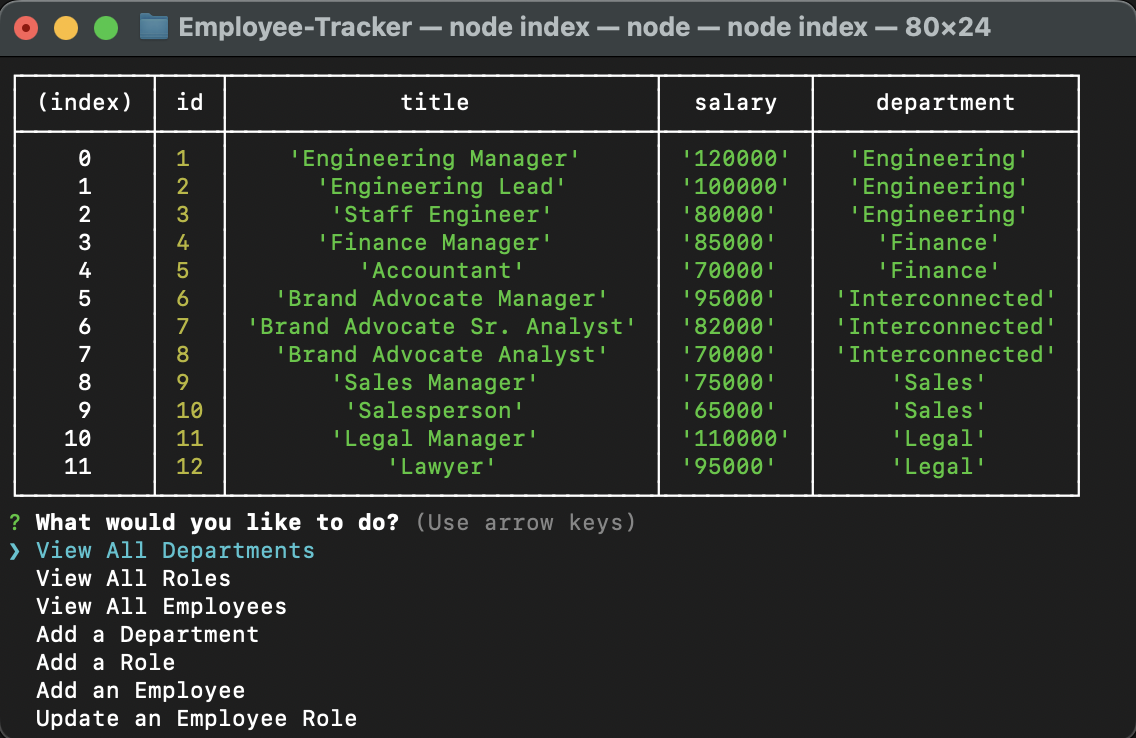 Employee-Tracker — node index — node — node index — 80×24
(index) id title salary department
0 1 'Engineering Manager' '120000' 'Engineering'
1 2 'Engineering Lead' '100000' 'Engineering'
2 3 'Staff Engineer' '80000' 'Engineering'
3 4 'Finance Manager' '85000' 'Finance'
4 5 'Accountant' '70000' 'Finance'
5 6 'Brand Advocate Manager' '95000' 'Interconnected'
6 7 'Brand Advocate Sr. Analyst' '82000' 'Interconnected'
7 8 'Brand Advocate Analyst' '70000' 'Interconnected'
8 9 'Sales Manager' '75000' 'Sales'
9 10 'Salesperson' '65000' 'Sales'
10 11 'Legal Manager' '110000' 'Legal'
11 12 'Lawyer' '95000' 'Legal'
? What would you like to do? (Use arrow keys)
❯ View All Departments
View All Roles
View All Employees
Add a Department
Add a Role
Add an Employee
Update an Employee Role